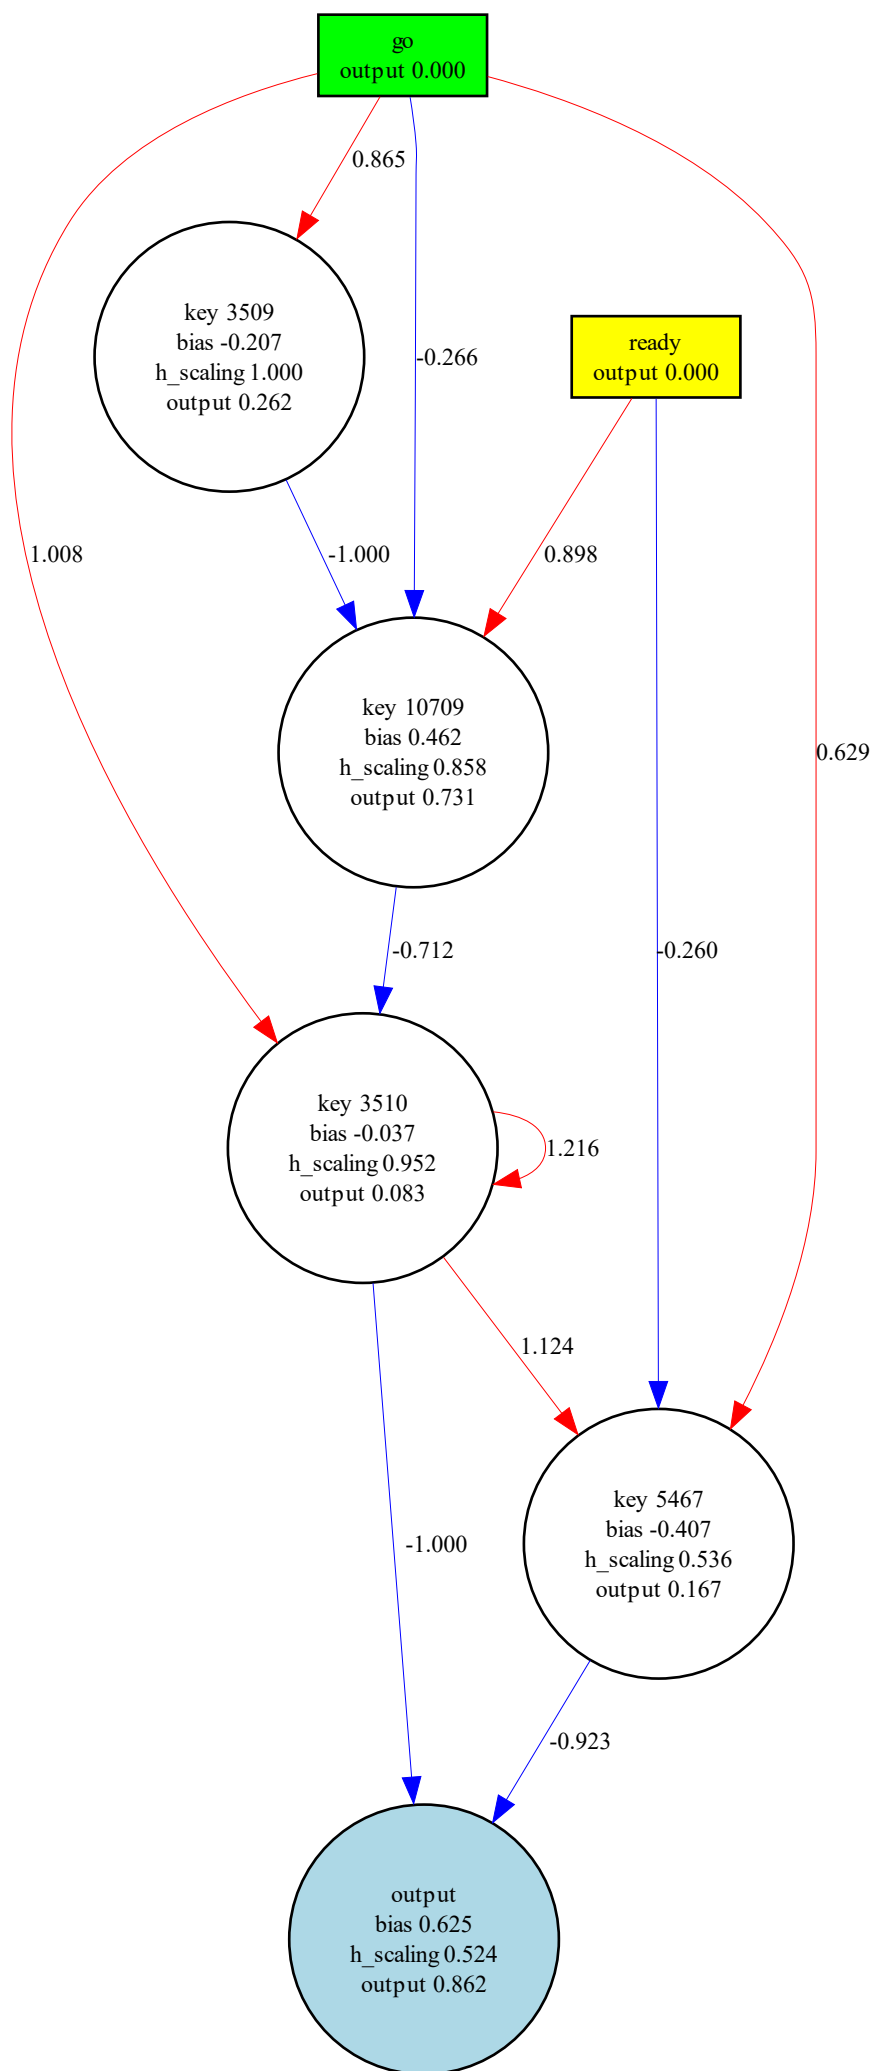 go
output 0.000
0.865
key 3509
bias -0.207
h_scaling 1.000
output 0.262
-0.266
ready
output 0.000
1.008
-1.000
0.898
key 10709
bias 0.462
h_scaling 0.858
output 0.731
0.629
-0.712
-0.260
key 3510
bias -0.037
h_scaling 0.952
output 0.083
1.216
1.124
key 5467
bias -0.407
h_scaling 0.536
output 0.167
-1.000
-0.923
output
bias 0.625
h_scaling 0.524
output 0.862